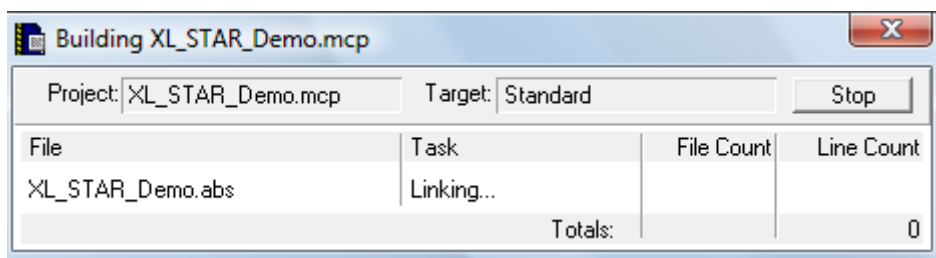 Building XL_STAR_Demo.mcp
Project: XL_STAR_Demo.mcp Target: Standard Stop
File Task File Count Line Count
XL_STAR_Demo.abs Linking...
Totals: 0